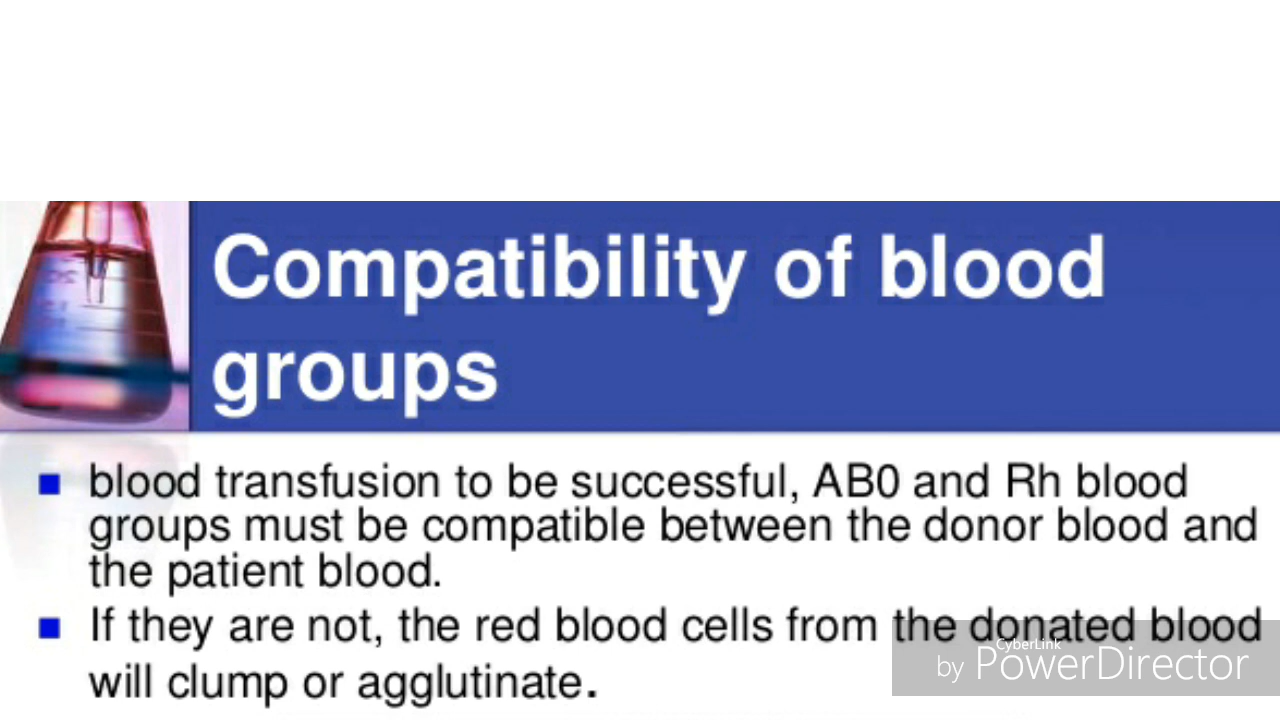 Compatibility of blood
groups
blood transfusion to be successful, AB0 and Rh blood
groups must be compatible between the donor blood and
the patient blood.
If they are not, the red blood cells from the donated blood
will clump or agglutinate.
CyberLink
by PowerDirector